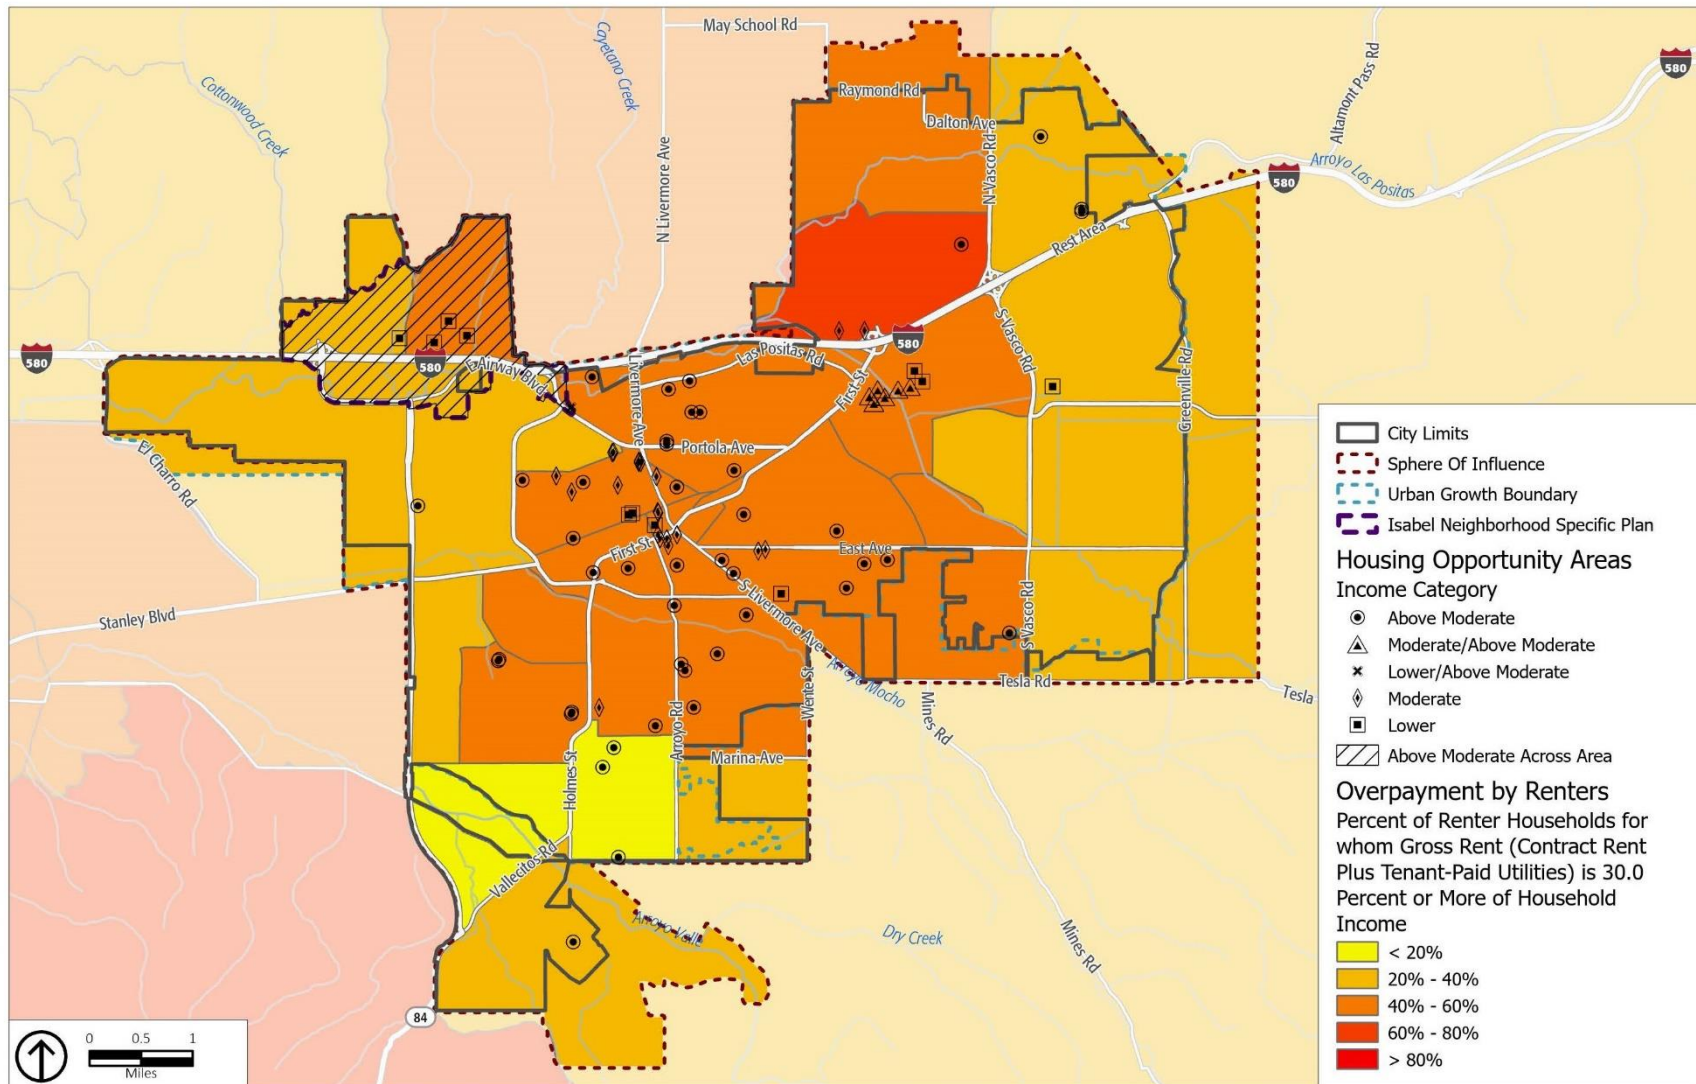 May School Rd
Cayetano Creek
Cottonwood Creek
N Livermore Ave
Raymond Rd
Dalton Ave
N Vasco Rd
Altamont Pass Rd
580
Arroyo Las Positas
580
Rest Area
580
580
E Airway Blvd
580
Las Positas Rd
Livermore Ave
First St
S Vasco Rd
Greenville Rd
Portola Ave
El Charro Rd
First St
East Ave
Stanley Blvd
S Livermore Ave
S Vasco Rd
Arroyo Mocho
Tesla Rd
Tesla
Wente St
Mines Rd
Arroyo Rd
Holmes St
Marina Ave
Vallecitos Rd
Arroyo Valle
Dry Creek
Mines Rd
84
0 0.5 1
Miles
City Limits
Sphere Of Influence
Urban Growth Boundary
Isabel Neighborhood Specific Plan
Housing Opportunity Areas
Income Category
Above Moderate
Moderate/Above Moderate
Lower/Above Moderate
Moderate
Lower
Above Moderate Across Area
Overpayment by Renters
Percent of Renter Households for
whom Gross Rent (Contract Rent
Plus Tenant-Paid Utilities) is 30.0
Percent or More of Household
Income
< 20%
20% - 40%
40% - 60%
60% - 80%
> 80%